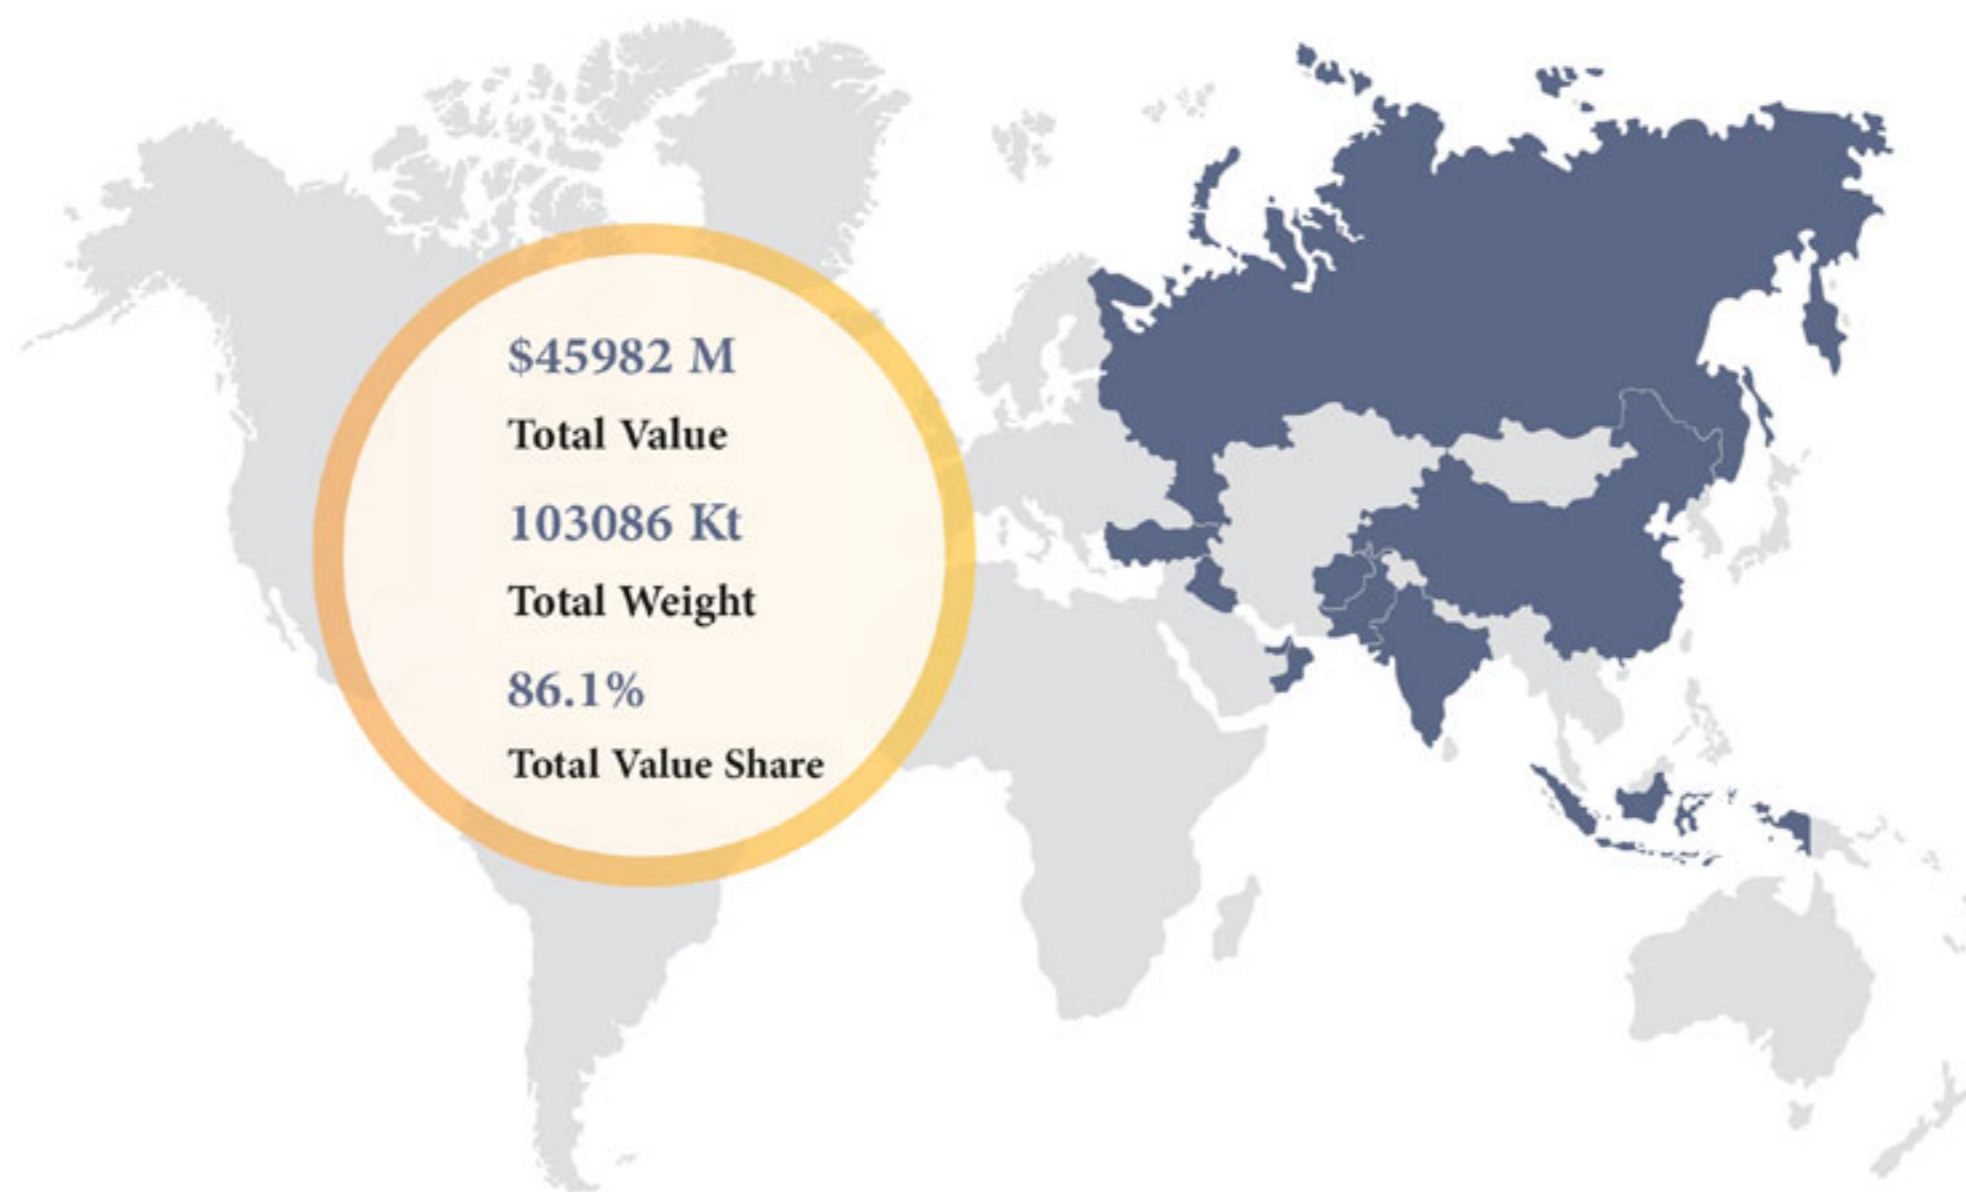 $45982 M
Total Value
103086 Kt
Total Weight
86.1%
Total Value Share